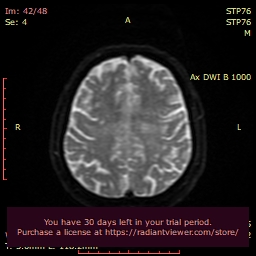 Im: 42/48
Se: 4
STP76
STP76
M
A
Ax DWI B 1000
R
L
You have 30 days left in your trial period.
Purchase a license at https://radiantviewer.com/store/